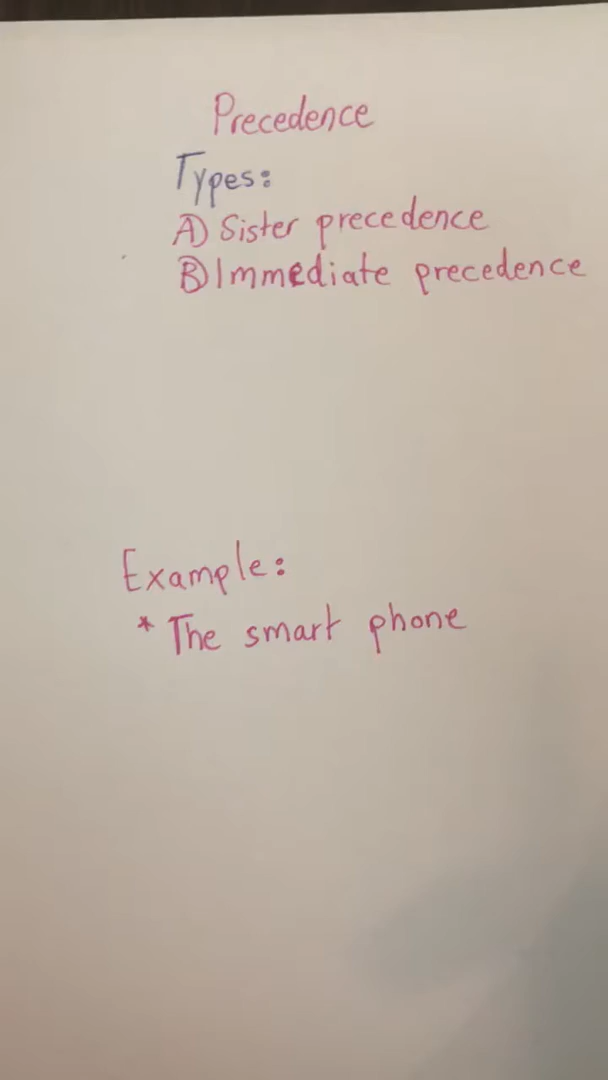 Precedence
Types:
A) Sister precedence
B) Immediate precedence
Example:
* The smart phone